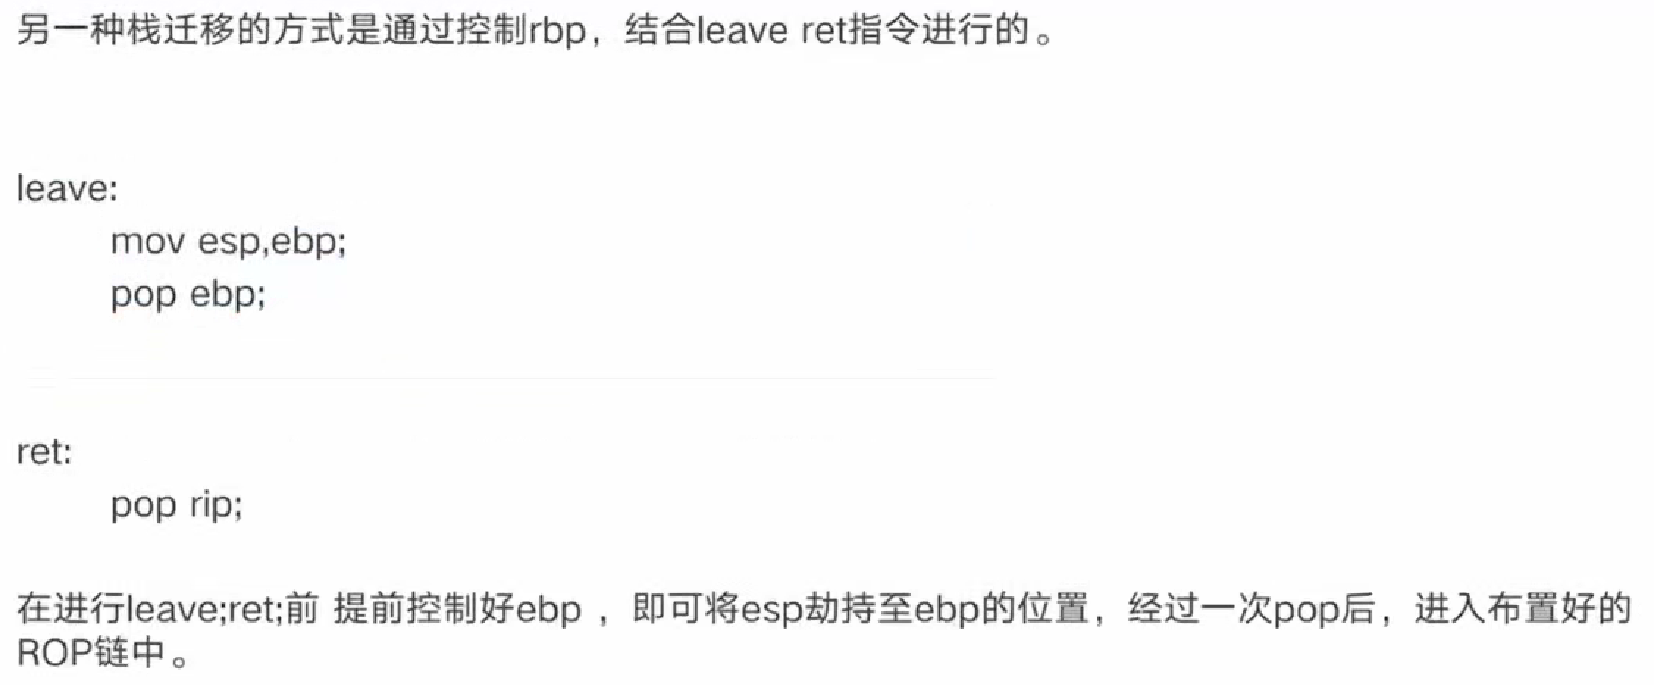 另一种栈迁移的方式是通过控制rbp，结合leave ret指令进行的。
leave:
mov esp,ebp;
pop ebp;
ret:
pop rip;
在进行leave;ret;前 提前控制好ebp ，即可将esp劫持至ebp的位置，经过一次pop后，进入布置好的
ROP链中。